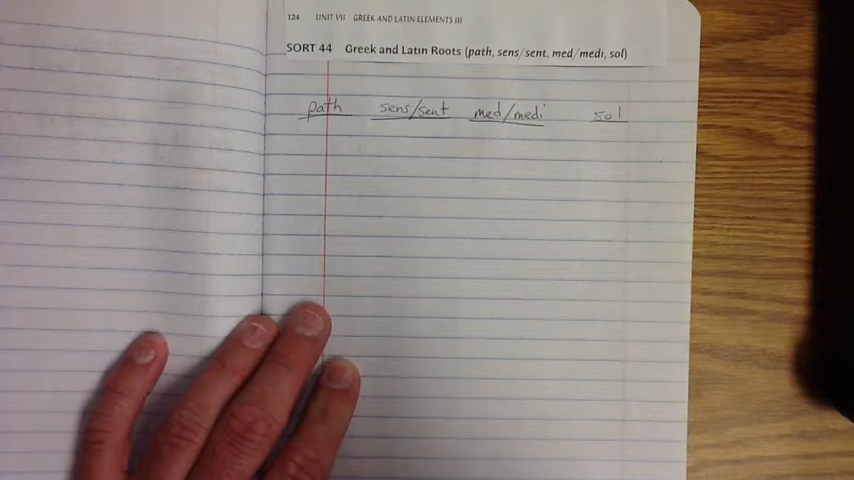 124 UNIT VII GREEK AND LATIN ELEMENTS III
SORT 44 Greek and Latin Roots (path, sens/sent, med/medi, sol)
path sens/sent med/medi sol